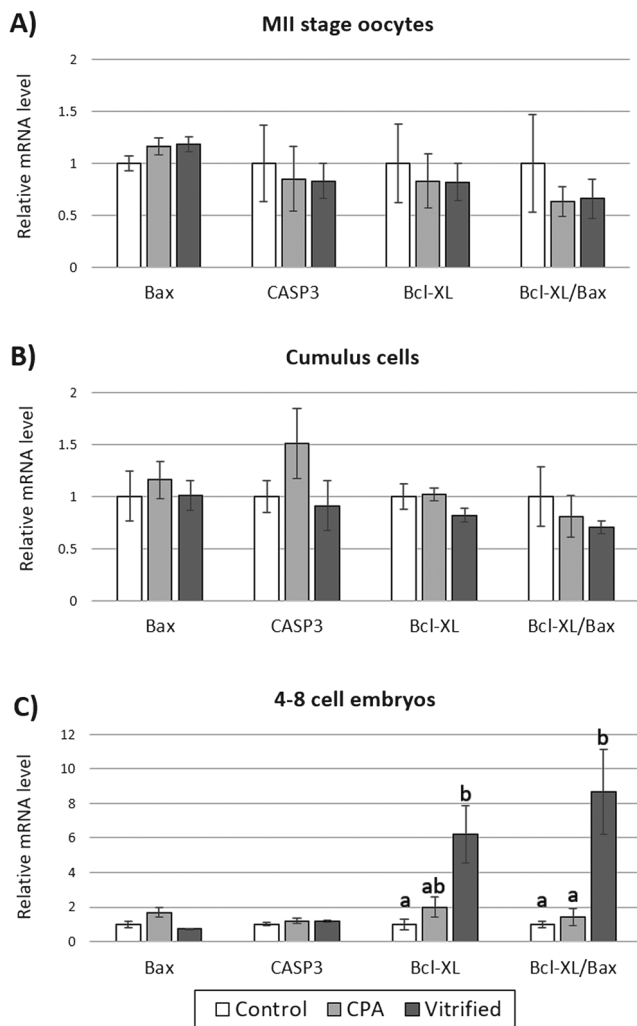 A)
MII stage oocytes
Relative mRNA level
2
1.5
1
0.5
0
Bax CASP3 Bcl-XL Bcl-XL/Bax
B)
Cumulus cells
Relative mRNA level
2
1.5
1
0.5
0
Bax CASP3 Bcl-XL Bcl-XL/Bax
C)
4-8 cell embryos
Relative mRNA level
12
10
8
6
4
2
0
a ab b a a b
Bax CASP3 Bcl-XL Bcl-XL/Bax
Control CPA Vitrified